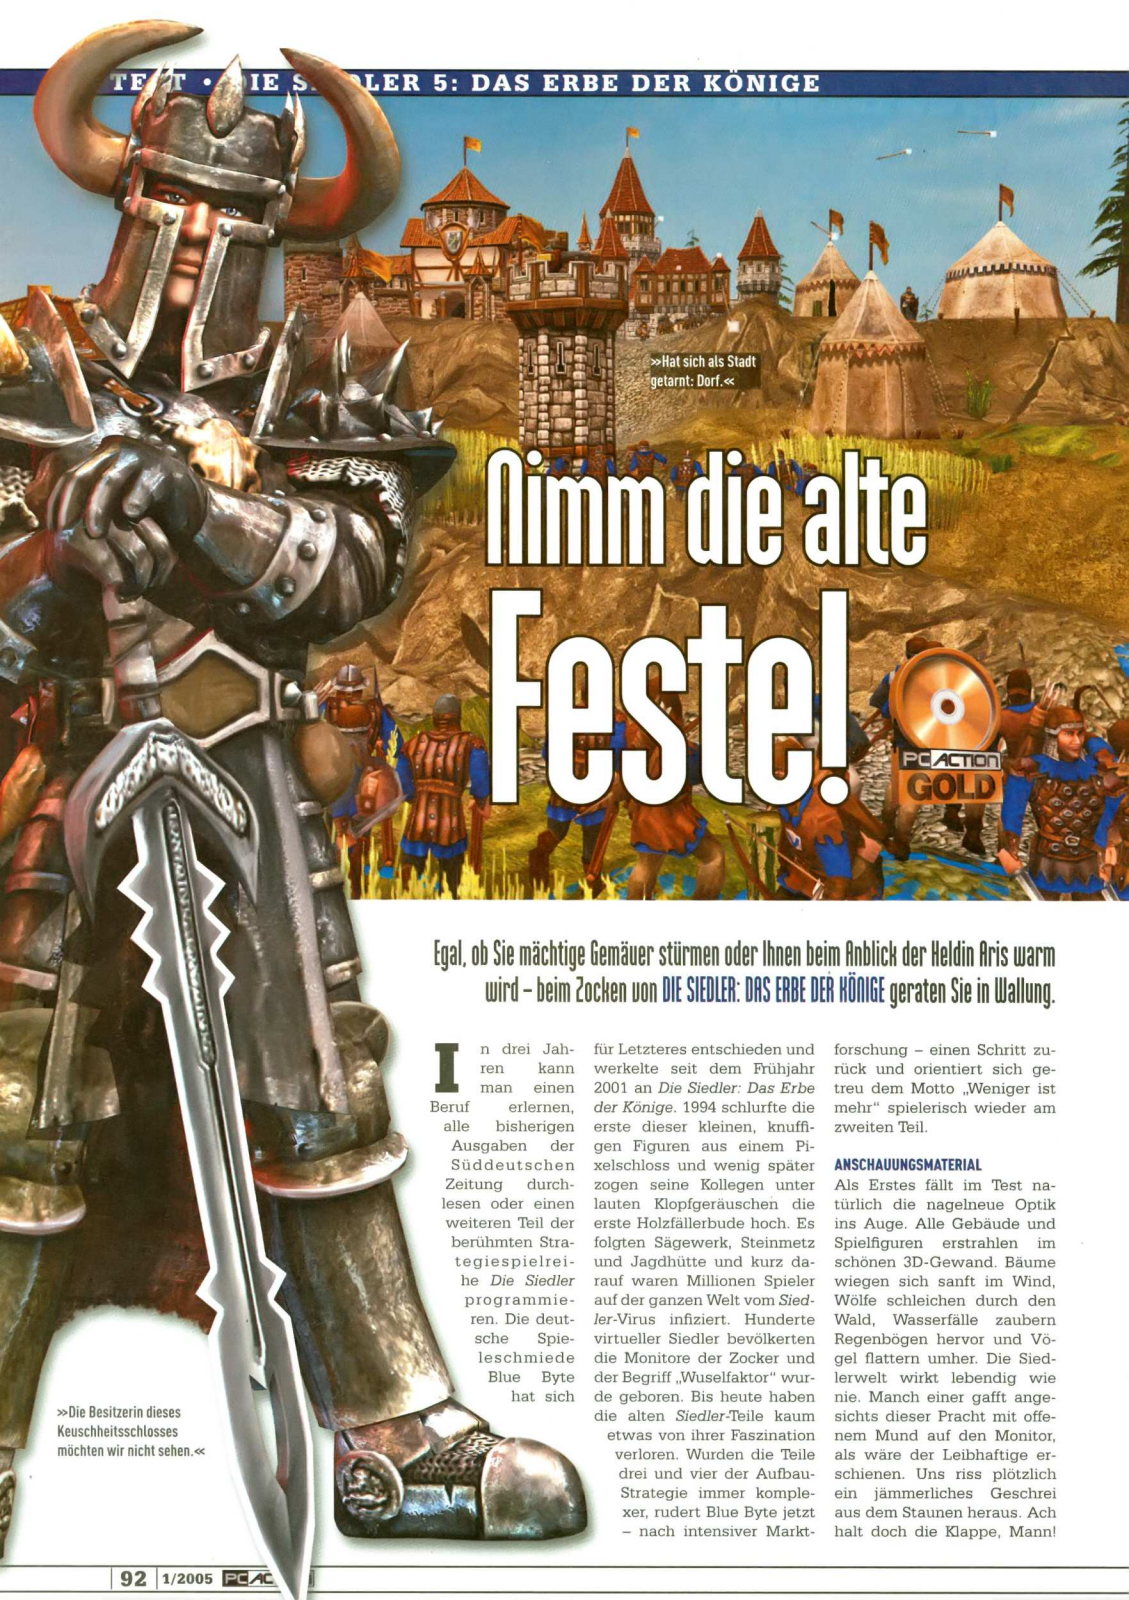 TEST • DIE SIEDLER 5: DAS ERBE DER KÖNIGE
»Hat sich als Stadt
getarnt: Dorf.«
Nimm die alte
Feste!
PC ACTION
GOLD
Egal, ob Sie mächtige Gemäuer stürmen oder Ihnen beim Anblick der Heldin Aris warm
wird – beim Zocken von DIE SIEDLER: DAS ERBE DER KÖNIGE geraten Sie in Wallung.
In drei Jah-
ren kann
man einen
Beruf erlernen,
alle bisherigen
Ausgaben der
Süddeutschen
Zeitung durch-
lesen oder einen
weiteren Teil der
berühmten Stra-
tegiespielrei-
he Die Siedler
programmie-
ren. Die deut-
sche Spie-
leschmiede
Blue Byte
hat sich
für Letzteres entschieden und
werkelte seit dem Frühjahr
2001 an Die Siedler: Das Erbe
der Könige. 1994 schlurfte die
erste dieser kleinen, knuffi-
gen Figuren aus einem Pi-
xelschloss und wenig später
zogen seine Kollegen unter
lauten Klopfgeräuschen die
erste Holzfällerbude hoch. Es
folgten Sägewerk, Steinmetz
und Jagdhütte und kurz da-
rauf waren Millionen Spieler
auf der ganzen Welt vom Sied-
ler-Virus infiziert. Hunderte
virtueller Siedler bevölkerten
die Monitore der Zocker und
der Begriff „Wuselfaktor“ wur-
de geboren. Bis heute haben
die alten Siedler-Teile kaum
etwas von ihrer Faszination
verloren. Wurden die Teile
drei und vier der Aufbau-
Strategie immer komple-
xer, rudert Blue Byte jetzt
– nach intensiver Markt-
forschung – einen Schritt zu-
rück und orientiert sich ge-
treu dem Motto „Weniger ist
mehr“ spielerisch wieder am
zweiten Teil.
ANSCHAUUNGSMATERIAL
Als Erstes fällt im Test na-
türlich die nagelneue Optik
ins Auge. Alle Gebäude und
Spielfiguren erstrahlen im
schönen 3D-Gewand. Bäume
wiegen sich sanft im Wind,
Wölfe schleichen durch den
Wald, Wasserfälle zaubern
Regenbögen hervor und Vö-
gel flattern umher. Die Sied-
lerwelt wirkt lebendig wie
nie. Manch einer gafft ange-
sichts dieser Pracht mit offe-
nem Mund auf den Monitor,
als wäre der Leibhaftige er-
schienen. Uns riss plötzlich
ein jämmerliches Geschrei
aus dem Staunen heraus. Ach
halt doch die Klappe, Mann!
»Die Besitzerin dieses
Keuschheitsschlosses
möchten wir nicht sehen.«
92 1/2005 PC ACTION